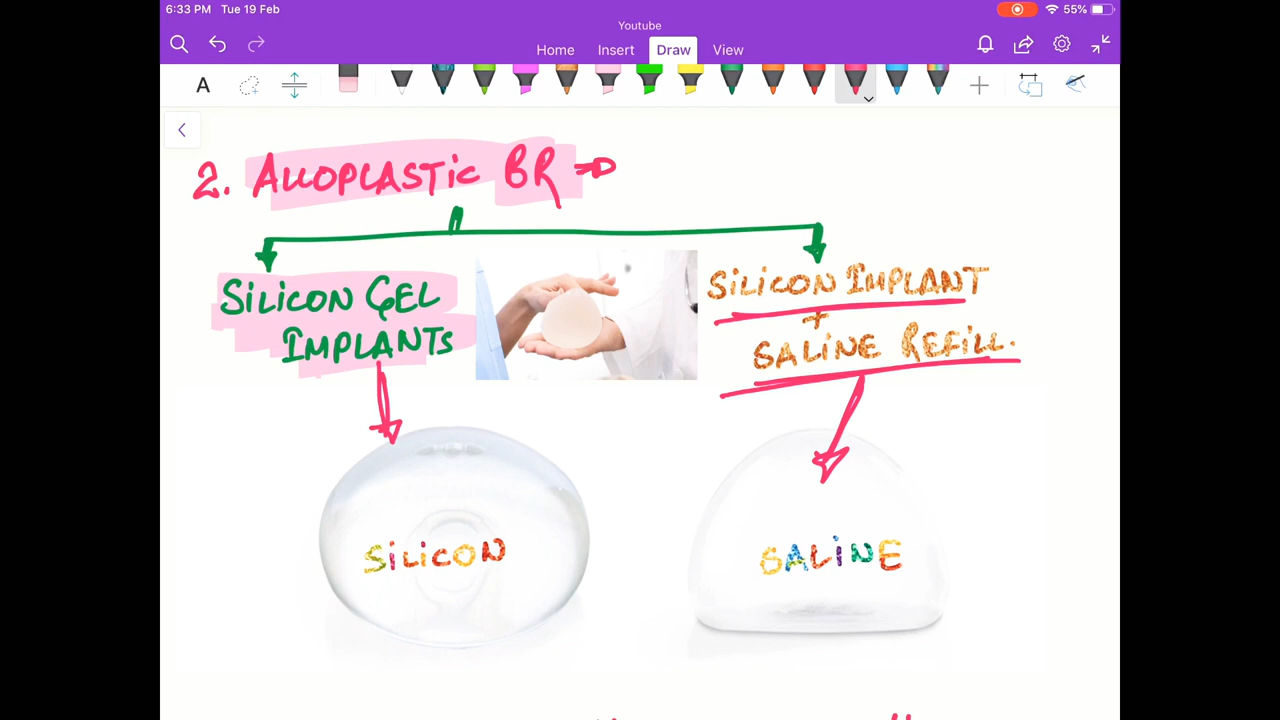 6:33 PM Tue 19 Feb
55%
Youtube
Home Insert Draw View
A
2. ALLOPLASTiC BR
SiLiCON GEL
IMPLANTS
SiLiCON IMPLANT
+
SALiNE REFiLL.
SiLiCON
SALiNE